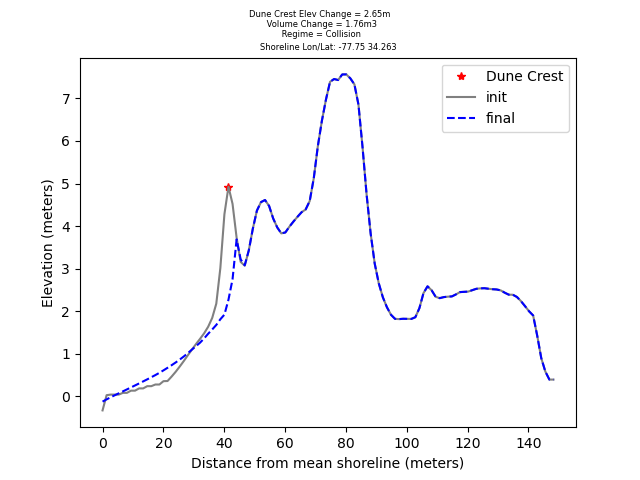 Dune Crest Elev Change = 2.65m
Volume Change = 1.76m3
Regime = Collision
Shoreline Lon/Lat: -77.75 34.263
Dune Crest
init
final
Elevation (meters)
7
6
5
4
3
2
1
0
0 20 40 60 80 100 120 140
Distance from mean shoreline (meters)